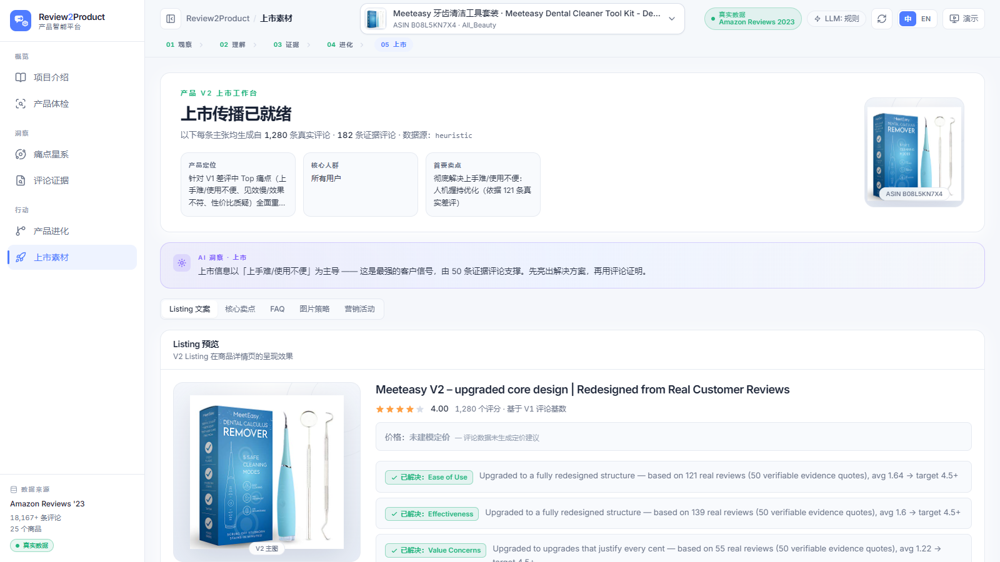 Review2Product
产品智能平台
概览
项目介绍
产品体检
洞察
痛点星系
评论证据
行动
产品进化
上市素材
数据来源
Amazon Reviews '23
18,167+ 条评论
25 个商品
真实数据
Review2Product / 上市素材
Meeteasy 牙齿清洁工具套装 · Meeteasy Dental Cleaner Tool Kit - De...
ASIN B08L5KN7X4 · All_Beauty
真实数据
Amazon Reviews 2023
LLM: 规则
中 EN
演示
01 观察 02 理解 03 证据 04 进化 05 上市
产品 V2 上市工作台
上市传播已就绪
以下每条主张均生成自 1,280 条真实评论 · 182 条证据评论 · 数据源: heuristic
产品定位
针对 V1 差评中 Top 痛点（上
手难/使用不便、见效慢/效果
不符、性价比质疑）全面重...
核心人群
所有用户
首要卖点
彻底解决上手难/使用不便：
人机握持优化（依据 121 条真
实差评）
MeetEasy
DENTAL CALCULUS
REMOVER
ASIN B08L5KN7X4
AI 洞察 · 上市
上市信息以「上手难/使用不便」为主导 —— 这是最强的客户信号，由 50 条证据评论支撑。先亮出解决方案，再用评论证明。
Listing 文案 核心卖点 FAQ 图片策略 营销活动
Listing 预览
V2 Listing 在商品详情页的呈现效果
MeetEasy
DENTAL CALCULUS
REMOVER
5 SAFE
CLEANING
MODES
SCRUBS OFF STUBBORN
STAINS IN MINUTES!
V2 主图
Meeteasy V2 – upgraded core design | Redesigned from Real Customer Reviews
4.00 1,280 个评分 · 基于 V1 评论基数
价格: 未建模定价 — 评论数据未生成定价建议
已解决: Ease of Use Upgraded to a fully redesigned structure — based on 121 real reviews (50 verifiable evidence quotes), avg 1.64 → target 4.5+
已解决: Effectiveness Upgraded to a fully redesigned structure — based on 139 real reviews (50 verifiable evidence quotes), avg 1.6 → target 4.5+
已解决: Value Concerns Upgraded to upgrades that justify every cent — based on 55 real reviews (50 verifiable evidence quotes), avg 1.22 →
target 4.5+